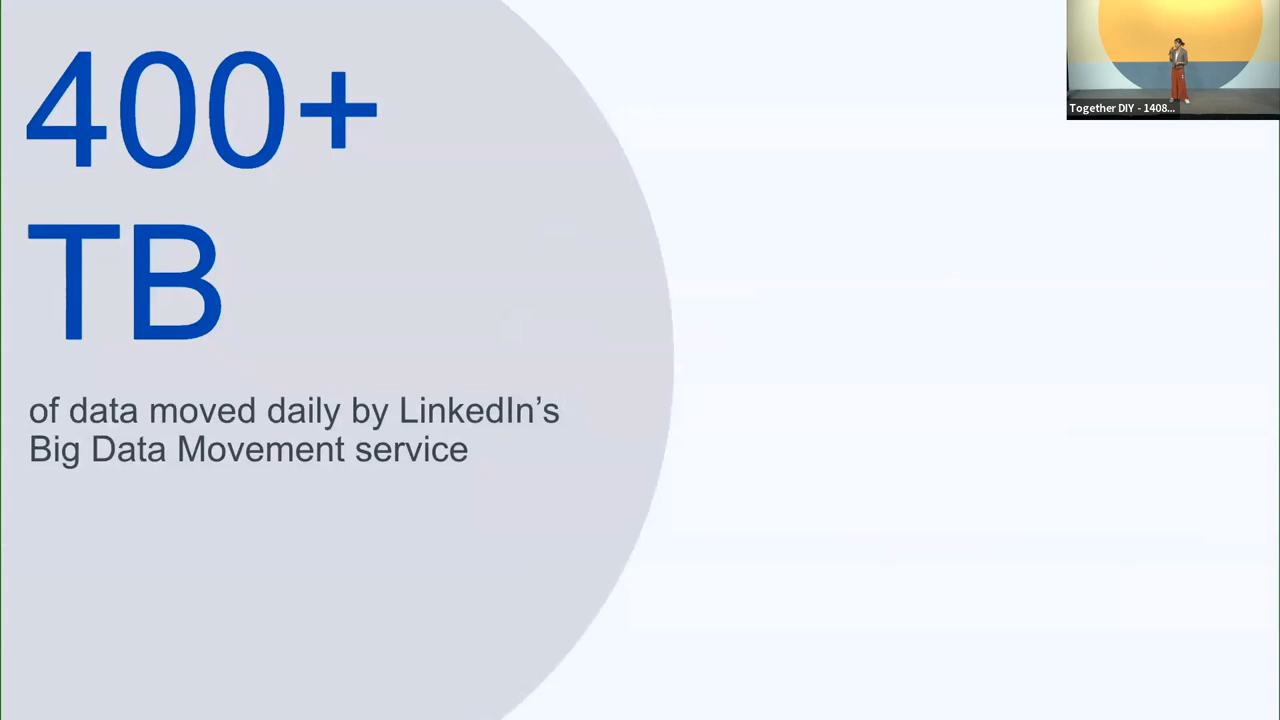 400+
TB
of data moved daily by LinkedIn’s
Big Data Movement service
Together DIY - 1408...